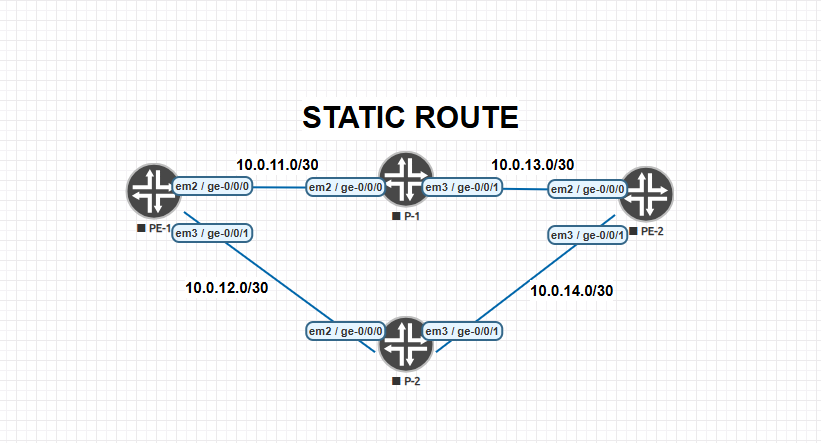 STATIC ROUTE
10.0.11.0/30
10.0.13.0/30
em2 / ge-0/0/0
em2 / ge-0/0/0
em3 / ge-0/0/1
em2 / ge-0/0/0
P-1
PE-1
PE-2
em3 / ge-0/0/1
em3 / ge-0/0/1
10.0.12.0/30
10.0.14.0/30
em2 / ge-0/0/0
em3 / ge-0/0/1
P-2